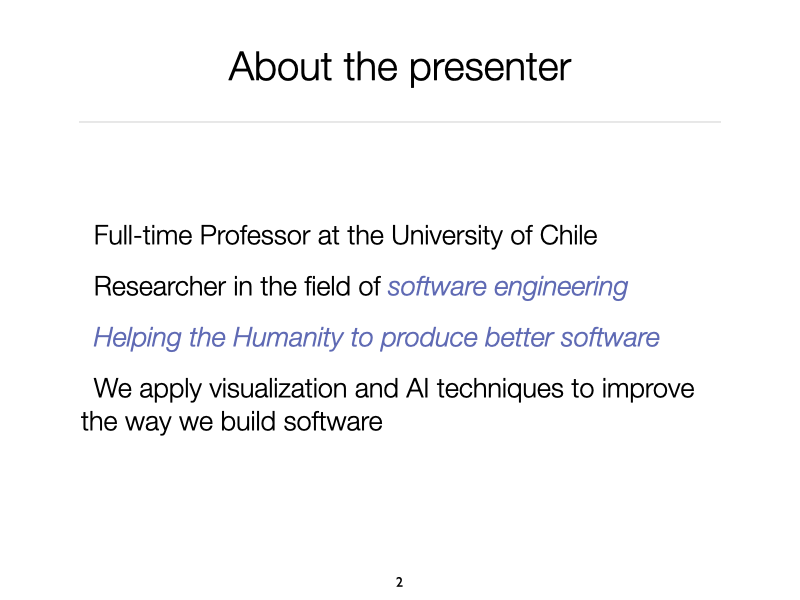 About the presenter
Full-time Professor at the University of Chile
Researcher in the field of software engineering
Helping the Humanity to produce better software
We apply visualization and AI techniques to improve
the way we build software
2